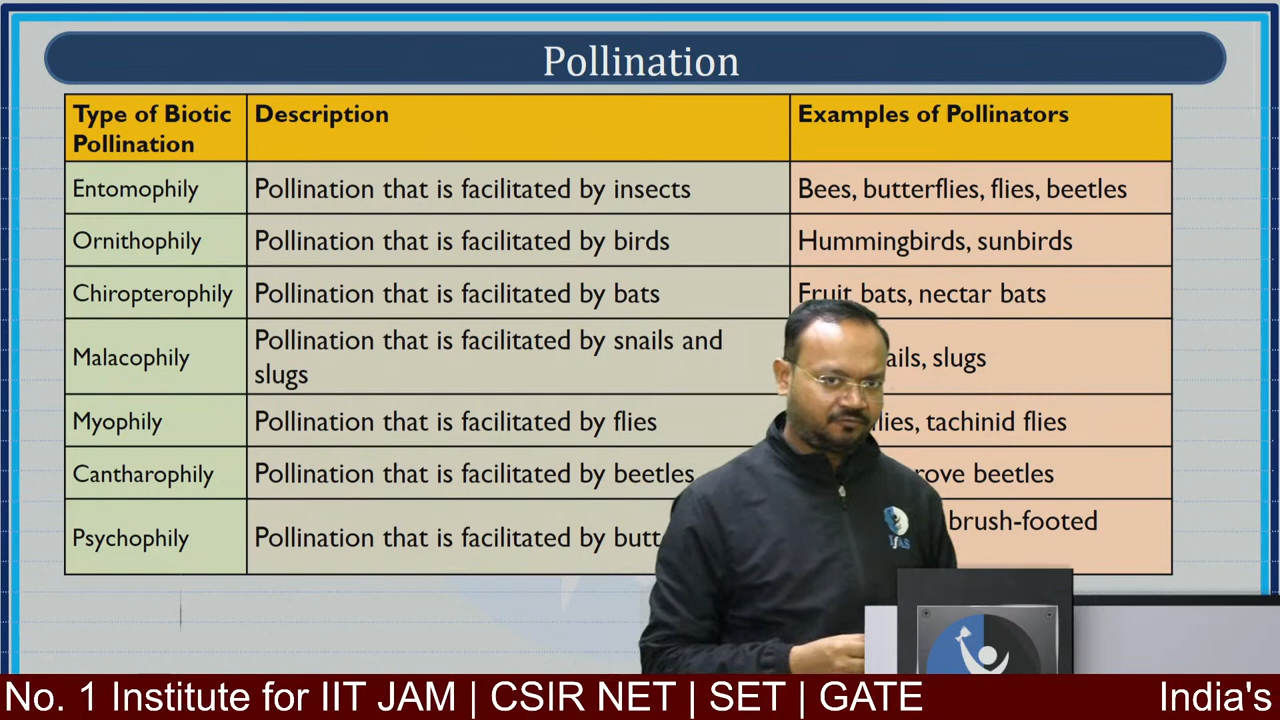 Pollination
Type of Biotic
Pollination
Description
Examples of Pollinators
Entomophily
Pollination that is facilitated by insects
Bees, butterflies, flies, beetles
Ornithophily
Pollination that is facilitated by birds
Hummingbirds, sunbirds
Chiropterophily
Pollination that is facilitated by bats
Fruit bats, nectar bats
Malacophily
Pollination that is facilitated by snails and
slugs
slugs
Myophily
Pollination that is facilitated by flies
tachinid flies
Cantharophily
Pollination that is facilitated by beetles
beetles
Psychophily
Pollination that is facilitated by
brush-footed
No. 1 Institute for IIT JAM | CSIR NET | SET | GATE
India's